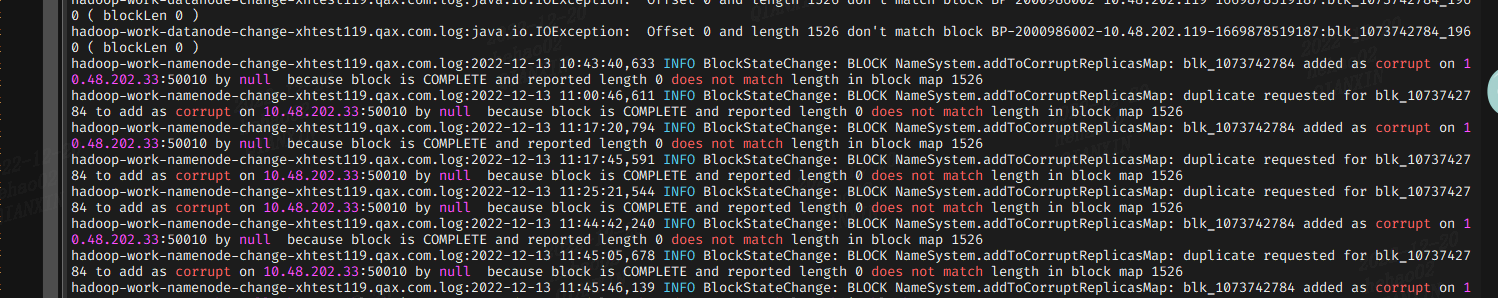 hadoop-work-datanode-change-xhtest119.qax.com.log:java.io.IOException:  Offset 0 and length 1526 don't match block BP-2000986002-10.48.202.119-1669878519187:blk_1073742784_196
0 ( blockLen 0 )
hadoop-work-datanode-change-xhtest119.qax.com.log:java.io.IOException:  Offset 0 and length 1526 don't match block BP-2000986002-10.48.202.119-1669878519187:blk_1073742784_196
0 ( blockLen 0 )
hadoop-work-namenode-change-xhtest119.qax.com.log:2022-12-13 10:43:40,633 INFO BlockStateChange: BLOCK NameSystem.addToCorruptReplicasMap: blk_1073742784 added as corrupt on 1
0.48.202.33:50010 by null  because block is COMPLETE and reported length 0 does not match length in block map 1526
hadoop-work-namenode-change-xhtest119.qax.com.log:2022-12-13 11:00:46,611 INFO BlockStateChange: BLOCK NameSystem.addToCorruptReplicasMap: duplicate requested for blk_10737427
84 to add as corrupt on 10.48.202.33:50010 by null  because block is COMPLETE and reported length 0 does not match length in block map 1526
hadoop-work-namenode-change-xhtest119.qax.com.log:2022-12-13 11:17:20,794 INFO BlockStateChange: BLOCK NameSystem.addToCorruptReplicasMap: blk_1073742784 added as corrupt on 1
0.48.202.33:50010 by null  because block is COMPLETE and reported length 0 does not match length in block map 1526
hadoop-work-namenode-change-xhtest119.qax.com.log:2022-12-13 11:17:45,591 INFO BlockStateChange: BLOCK NameSystem.addToCorruptReplicasMap: duplicate requested for blk_10737427
84 to add as corrupt on 10.48.202.33:50010 by null  because block is COMPLETE and reported length 0 does not match length in block map 1526
hadoop-work-namenode-change-xhtest119.qax.com.log:2022-12-13 11:25:21,544 INFO BlockStateChange: BLOCK NameSystem.addToCorruptReplicasMap: duplicate requested for blk_10737427
84 to add as corrupt on 10.48.202.33:50010 by null  because block is COMPLETE and reported length 0 does not match length in block map 1526
hadoop-work-namenode-change-xhtest119.qax.com.log:2022-12-13 11:44:42,240 INFO BlockStateChange: BLOCK NameSystem.addToCorruptReplicasMap: blk_1073742784 added as corrupt on 1
0.48.202.33:50010 by null  because block is COMPLETE and reported length 0 does not match length in block map 1526
hadoop-work-namenode-change-xhtest119.qax.com.log:2022-12-13 11:45:05,678 INFO BlockStateChange: BLOCK NameSystem.addToCorruptReplicasMap: duplicate requested for blk_10737427
84 to add as corrupt on 10.48.202.33:50010 by null  because block is COMPLETE and reported length 0 does not match length in block map 1526
hadoop-work-namenode-change-xhtest119.qax.com.log:2022-12-13 11:45:46,139 INFO BlockStateChange: BLOCK NameSystem.addToCorruptReplicasMap: blk_1073742784 added as corrupt on 1